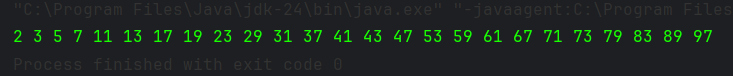 "C:\Program Files\Java\jdk-24\bin\java.exe" "-javaagent:C:\Program Files
2 3 5 7 11 13 17 19 23 29 31 37 41 43 47 53 59 61 67 71 73 79 83 89 97
Process finished with exit code 0